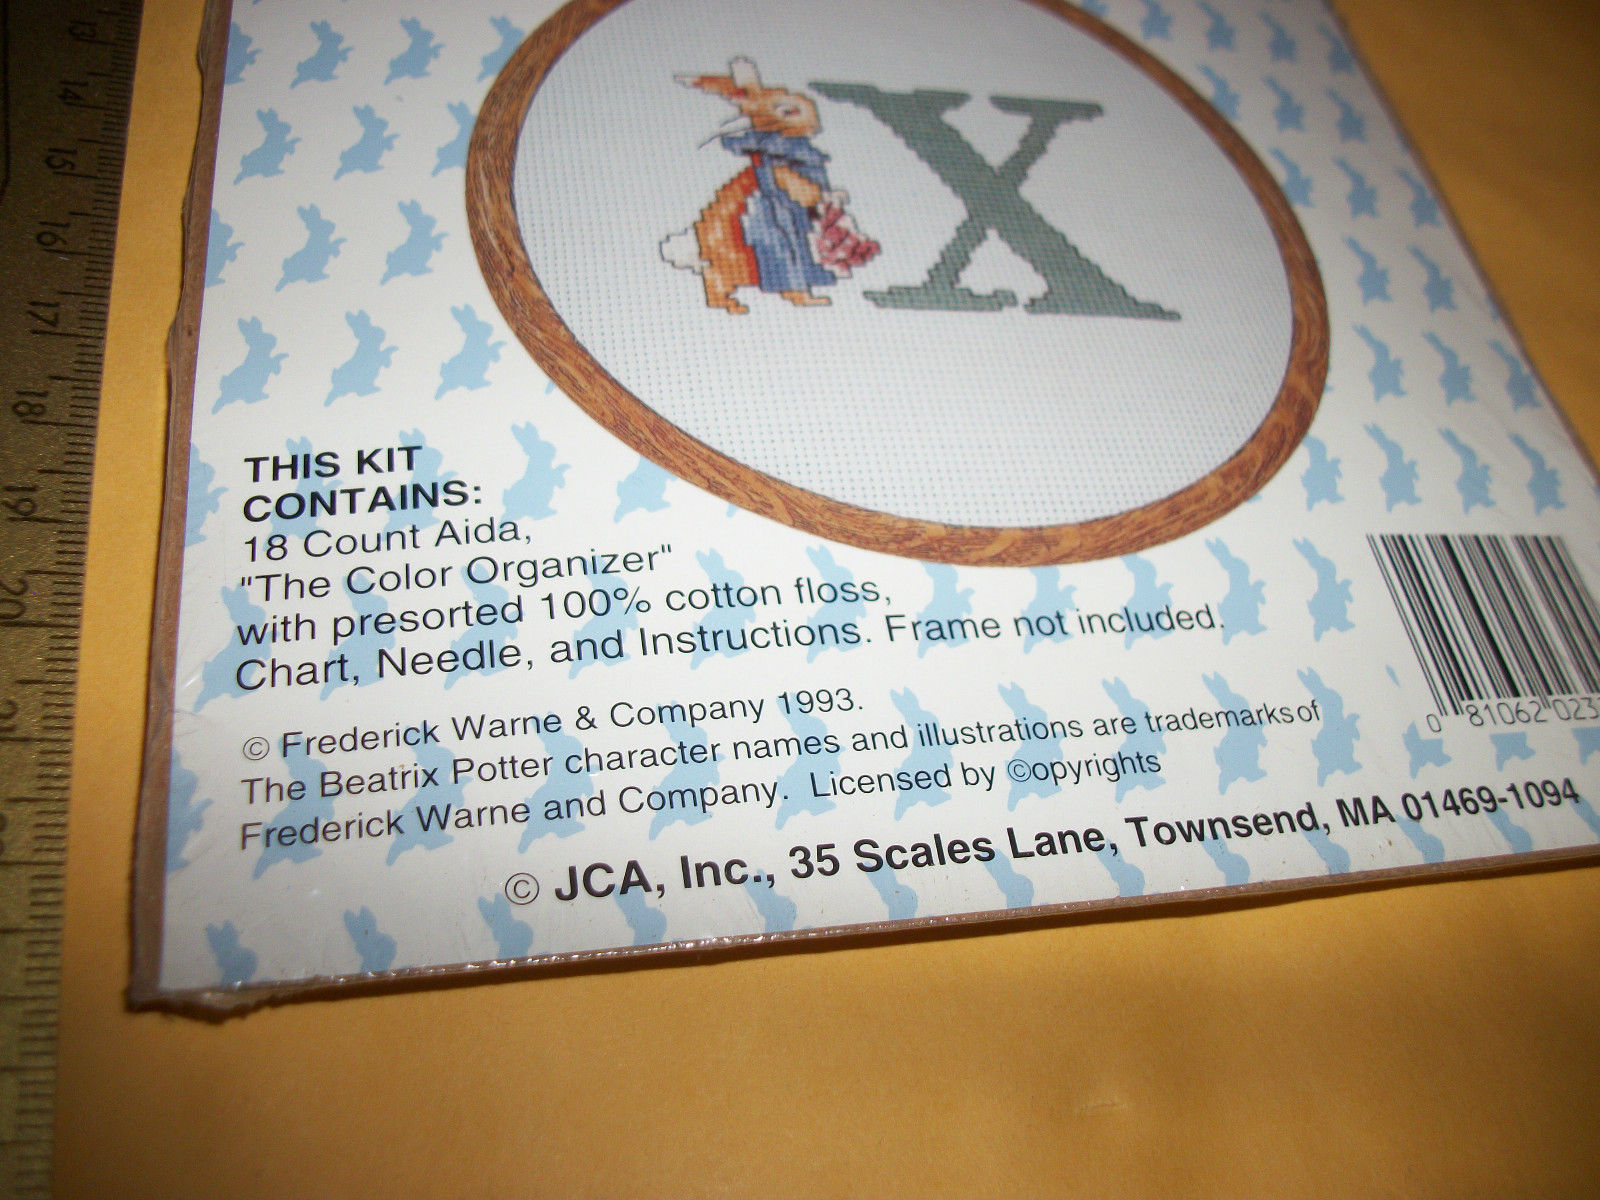 X
THIS KIT
CONTAINS:
18 Count Aida,
"The Color Organizer"
with presorted 100% cotton floss,
Chart, Needle, and Instructions. Frame not included.
© Frederick Warne & Company 1993.
The Beatrix Potter character names and illustrations are trademarks of
Frederick Warne and Company. Licensed by ©opyrights
© JCA, Inc., 35 Scales Lane, Townsend, MA 01469-1094
0 81062 023
13
14
15
16
17
18
19
20
21